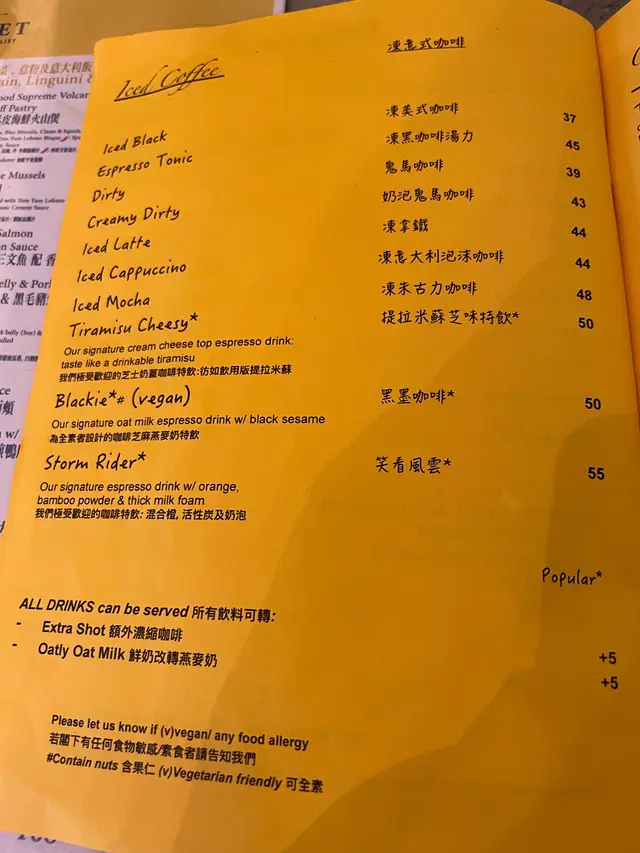 Iced Coffee 凍意式咖啡
Iced Black 凍美式咖啡 37
Espresso Tonic 凍黑咖啡湯力 45
Dirty 鬼馬咖啡 39
Creamy Dirty 奶泡鬼馬咖啡 43
Iced Latte 凍拿鐵 44
Iced Cappuccino 凍意大利泡沫咖啡 44
Iced Mocha 凍朱古力咖啡 48
Tiramisu Cheesy* 提拉米蘇芝味特飲* 50
Our signature cream cheese top espresso drink:
taste like a drinkable tiramisu
我們極受歡迎的芝士奶蓋咖啡特飲:彷如飲用版提拉米蘇
Blackie*# (vegan) 黑墨咖啡* 50
Our signature oat milk espresso drink w/ black sesame
為全素者設計的咖啡芝麻燕麥奶特飲
Storm Rider* 笑看風雲* 55
Our signature espresso drink w/ orange,
bamboo powder & thick milk foam
我們極受歡迎的咖啡特飲: 混合橙, 活性炭及奶泡
Popular*
ALL DRINKS can be served 所有飲料可轉:
- Extra Shot 額外濃縮咖啡 +5
- Oatly Oat Milk 鮮奶改轉燕麥奶 +5
Please let us know if (v)vegan/ any food allergy
若閣下有任何食物敏感/素食者請告知我們
#Contain nuts 含果仁 (v)Vegetarian friendly 可全素